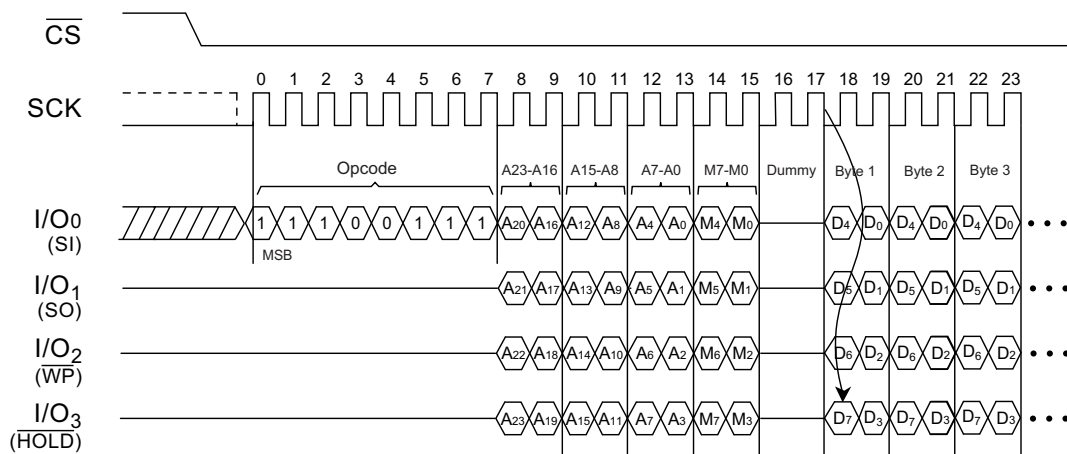 CS
0 1 2 3 4 5 6 7 8 9 10 11 12 13 14 15 16 17 18 19 20 21 22 23
SCK
Opcode A23-A16 A15-A8 A7-A0 M7-M0 Dummy Byte 1 Byte 2 Byte 3
I/O0 1 1 1 0 0 1 1 1 A20 A16 A12 A8 A4 A0 M4 M0 D4 D0 D4 D0 D4 D0 • • •
(SI)
MSB
I/O1 A21 A17 A13 A9 A5 A1 M5 M1 D5 D1 D5 D1 D5 D1 • • •
(SO)
I/O2 A22 A18 A14 A10 A6 A2 M6 M2 D6 D2 D6 D2 D6 D2 • • •
(WP)
I/O3 A23 A19 A15 A11 A7 A3 M7 M3 D7 D3 D7 D3 D7 D3 • • •
(HOLD)